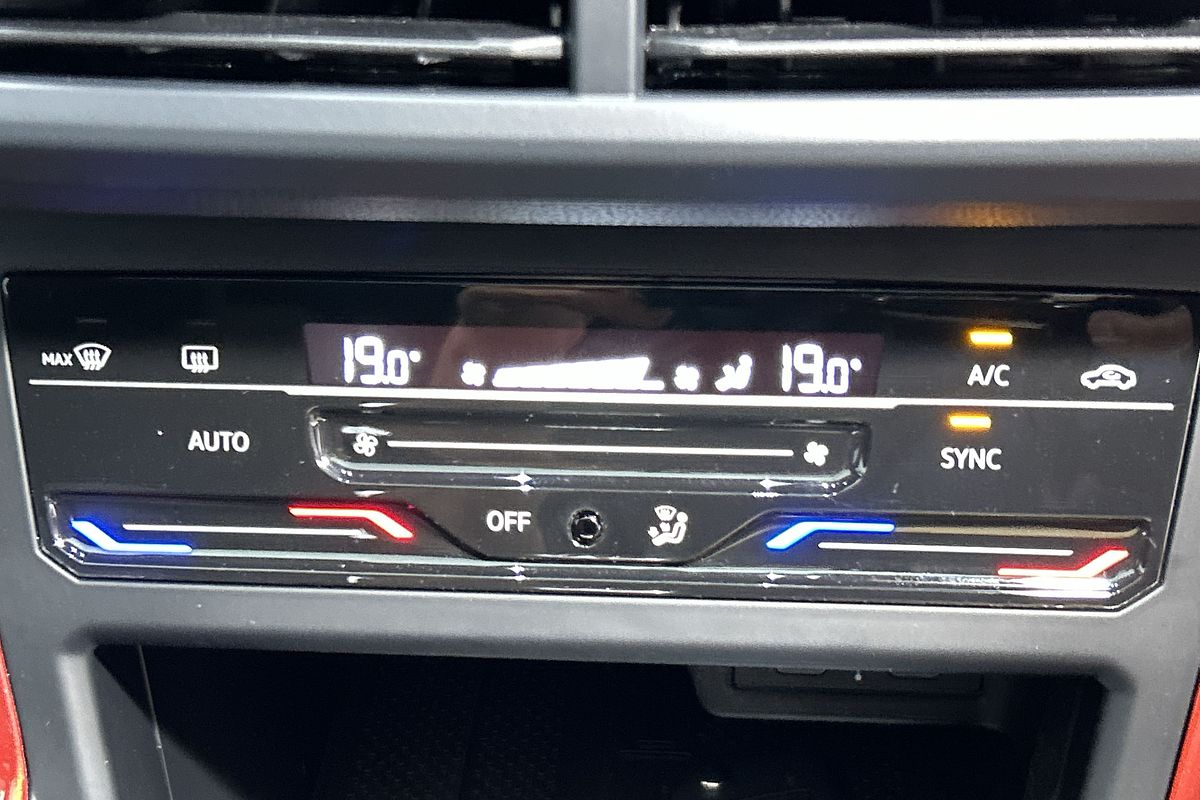 MAX
19.0°
19.0°
A/C
AUTO
SYNC
OFF